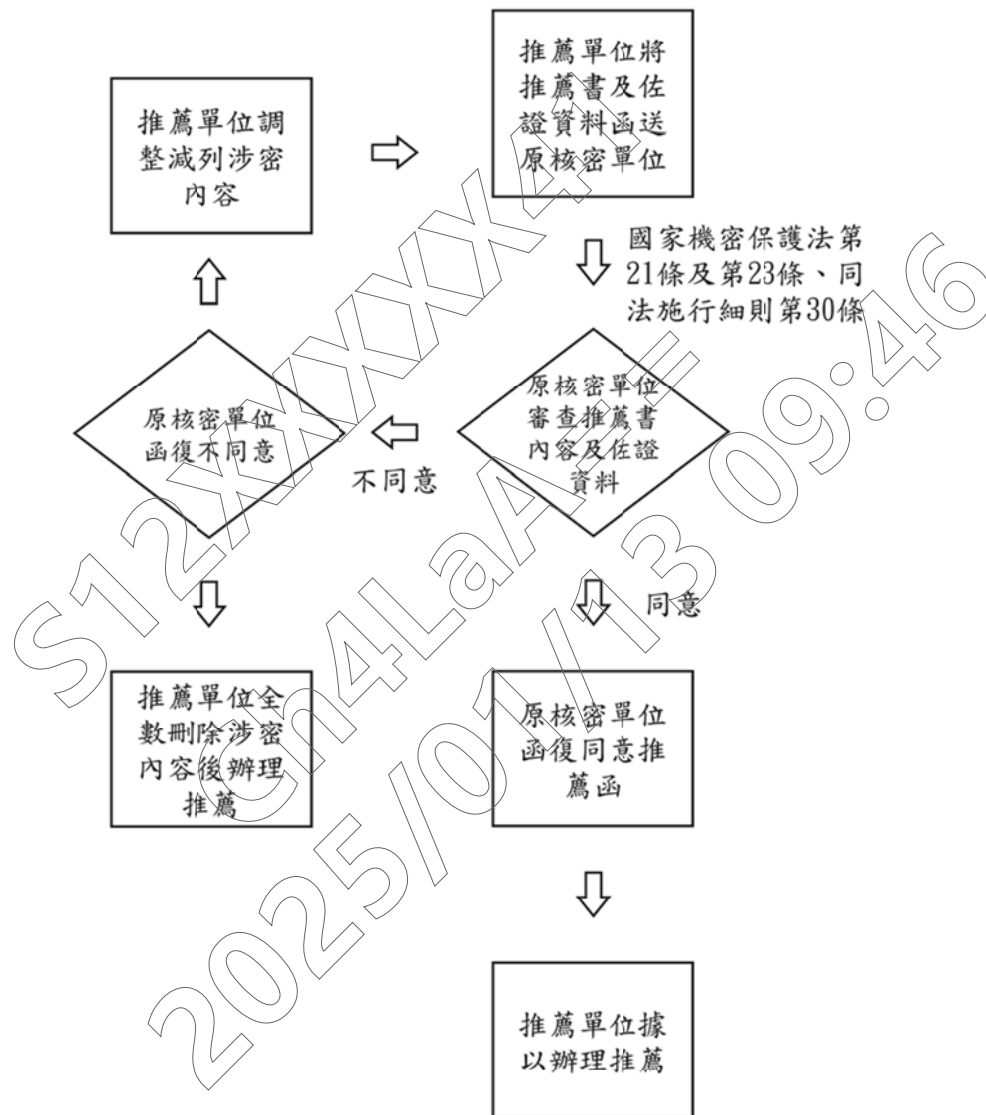 推薦單位將
推薦書及佐
證資料函送
原核密單位
推薦單位調
整減列涉密
內容
國家機密保護法第
21條及第23條、同
法施行細則第30條
原核密單位
審查推薦書
內容及佐證
資料
原核密單位
函復不同意
不同意
同意
推薦單位全
數刪除涉密
內容後辦理
推薦
原核密單位
函復同意推
薦函
推薦單位據
以辦理推薦
2025/01/13 09:46